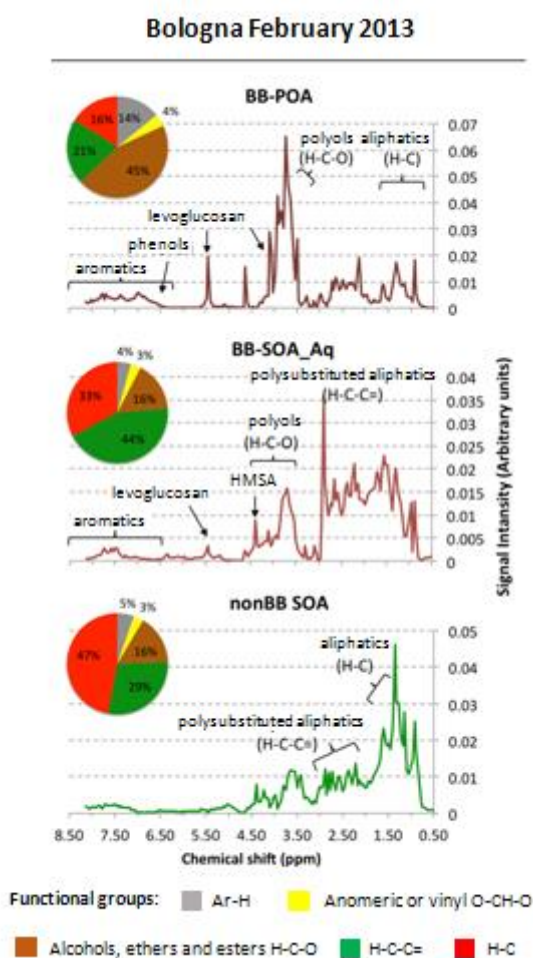 Bologna February 2013
BB-POA
16%
14%
4%
21%
45%
polyols aliphatics
(H-C-O) (H-C)
levoglucosan
phenols
aromatics
0.07
0.06
0.05
0.04
0.03
0.02
0.01
0
BB-SOA_Aq
4%
3%
33%
16%
44%
polysubstituted aliphatics
(H-C-C=)
polyols
(H-C-O)
HMSA
levoglucosan
aromatics
0.04
0.035
0.03
0.025
0.02
0.015
0.01
0.005
0
Signal Intansity (Arbitrary units)
nonBB SOA
5%
3%
47%
16%
29%
aliphatics
(H-C)
polysubstituted aliphatics
(H-C-C=)
0.05
0.04
0.03
0.02
0.01
0
8.50 7.50 6.50 5.50 4.50 3.50 2.50 1.50 0.50
Chemical shift (ppm)
Functional groups: Ar-H Anomeric or vinyl O-CH-O
Alcohols, ethers and esters H-C-O H-C-C= H-C